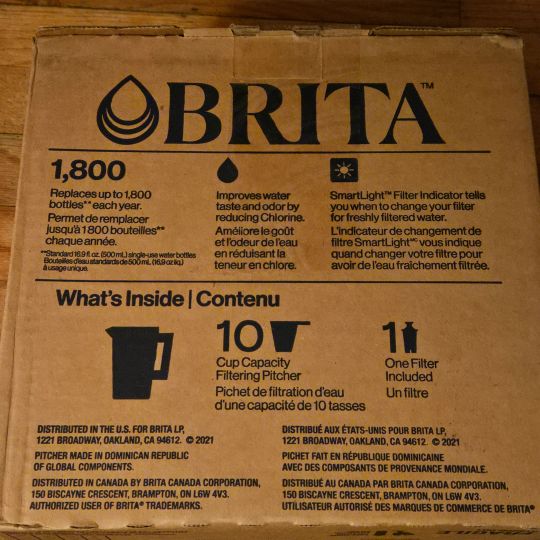 BRITA™
1,800
Replaces up to 1,800
bottles** each year.
Permet de remplacer
jusqu'à 1 800 bouteilles**
chaque année.
**Standard 16.9 fl. oz. (500 mL) single-use water bottles
Bouteilles d'eau standards de 500 mL (16,9 oz liq.)
à usage unique.
Improves water
taste and odor by
reducing Chlorine.
Améliore le goût
et l'odeur de l'eau
en réduisant la
teneur en chlore.
SmartLight™ Filter Indicator tells
you when to change your filter
for freshly filtered water.
L'indicateur de changement de
filtre SmartLight ᴹᶜ vous indique
quand changer votre filtre pour
avoir de l'eau fraîchement filtrée.
What's Inside | Contenu
10
Cup Capacity
Filtering Pitcher
Pichet de filtration d'eau
d'une capacité de 10 tasses
1
One Filter
Included
Un filtre
DISTRIBUTED IN THE U.S. FOR BRITA LP,
1221 BROADWAY, OAKLAND, CA 94612. © 2021
PITCHER MADE IN DOMINICAN REPUBLIC
OF GLOBAL COMPONENTS.
DISTRIBUTED IN CANADA BY BRITA CANADA CORPORATION,
150 BISCAYNE CRESCENT, BRAMPTON, ON L6W 4V3.
AUTHORIZED USER OF BRITA® TRADEMARKS.
DISTRIBUÉ AUX ÉTATS-UNIS POUR BRITA LP,
1221 BROADWAY, OAKLAND, CA 94612. © 2021
PICHET FAIT EN RÉPUBLIQUE DOMINICAINE
AVEC DES COMPOSANTS DE PROVENANCE MONDIALE.
DISTRIBUÉ AU CANADA PAR BRITA CANADA CORPORATION,
150 BISCAYNE CRESCENT, BRAMPTON, ON L6W 4V3.
UTILISATEUR AUTORISÉ DES MARQUES DE COMMERCE DE BRITA®